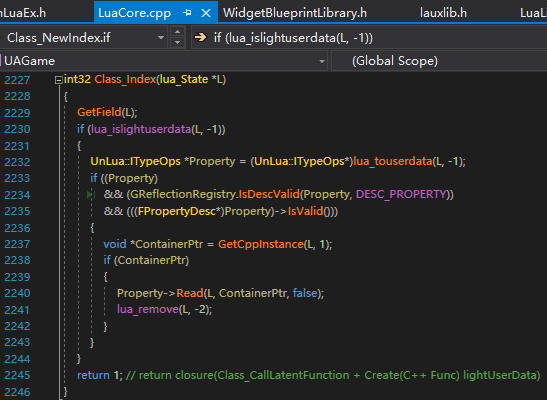 nLuaEx.h
LuaCore.cpp
WidgetBlueprintLibrary.h
lauxlib.h
LuaL
Class_NewIndex.if
if (lua_islightuserdata(L, -1))
UAGame
(Global Scope)
2227 int32 Class_Index(lua_State *L)
2228 {
2229 GetField(L);
2230 if (lua_islightuserdata(L, -1))
2231 {
2232 UnLua::ITypeOps *Property = (UnLua::ITypeOps*)lua_touserdata(L, -1);
2233 if ((Property)
2234 && (GReflectionRegistry.IsDescValid(Property, DESC_PROPERTY))
2235 && (((FPropertyDesc*)Property)->IsValid()))
2236 {
2237 void *ContainerPtr = GetCppInstance(L, 1);
2238 if (ContainerPtr)
2239 {
2240 Property->Read(L, ContainerPtr, false);
2241 lua_remove(L, -2);
2242 }
2243 }
2244 }
2245 return 1; // return closure(Class_CallLatentFunction + Create(C++ Func) lightUserData)
2246 }